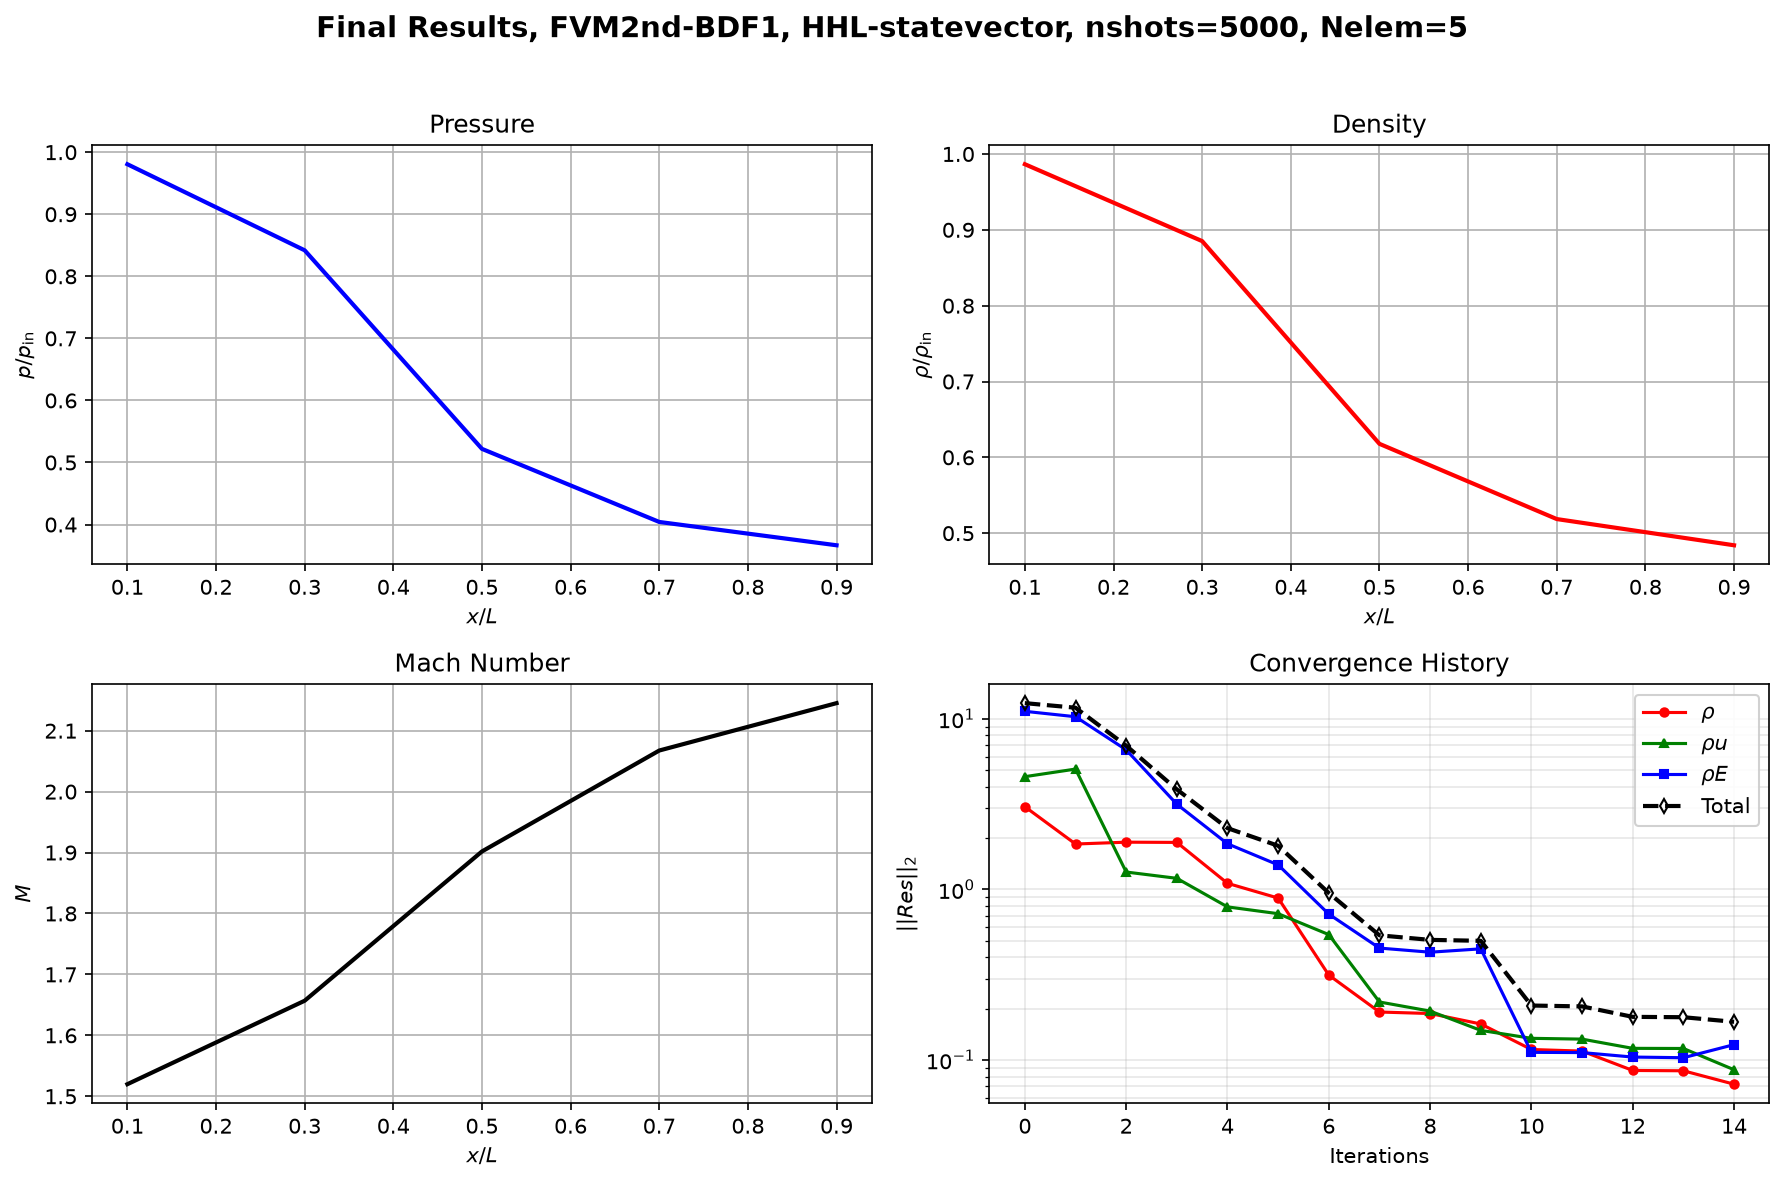 Final Results, FVM2nd-BDF1, HHL-statevector, nshots=5000, Nelem=5
Pressure
1.0
0.9
0.8
0.7
0.6
0.5
0.4
p/p_in
0.1 0.2 0.3 0.4 0.5 0.6 0.7 0.8 0.9
x/L
Density
1.0
0.9
0.8
0.7
0.6
0.5
ρ/ρ_in
0.1 0.2 0.3 0.4 0.5 0.6 0.7 0.8 0.9
x/L
Mach Number
2.1
2.0
1.9
1.8
1.7
1.6
1.5
M
0.1 0.2 0.3 0.4 0.5 0.6 0.7 0.8 0.9
x/L
Convergence History
10^1
10^0
10^-1
||Res||_2
ρ
ρu
ρE
Total
0 2 4 6 8 10 12 14
Iterations